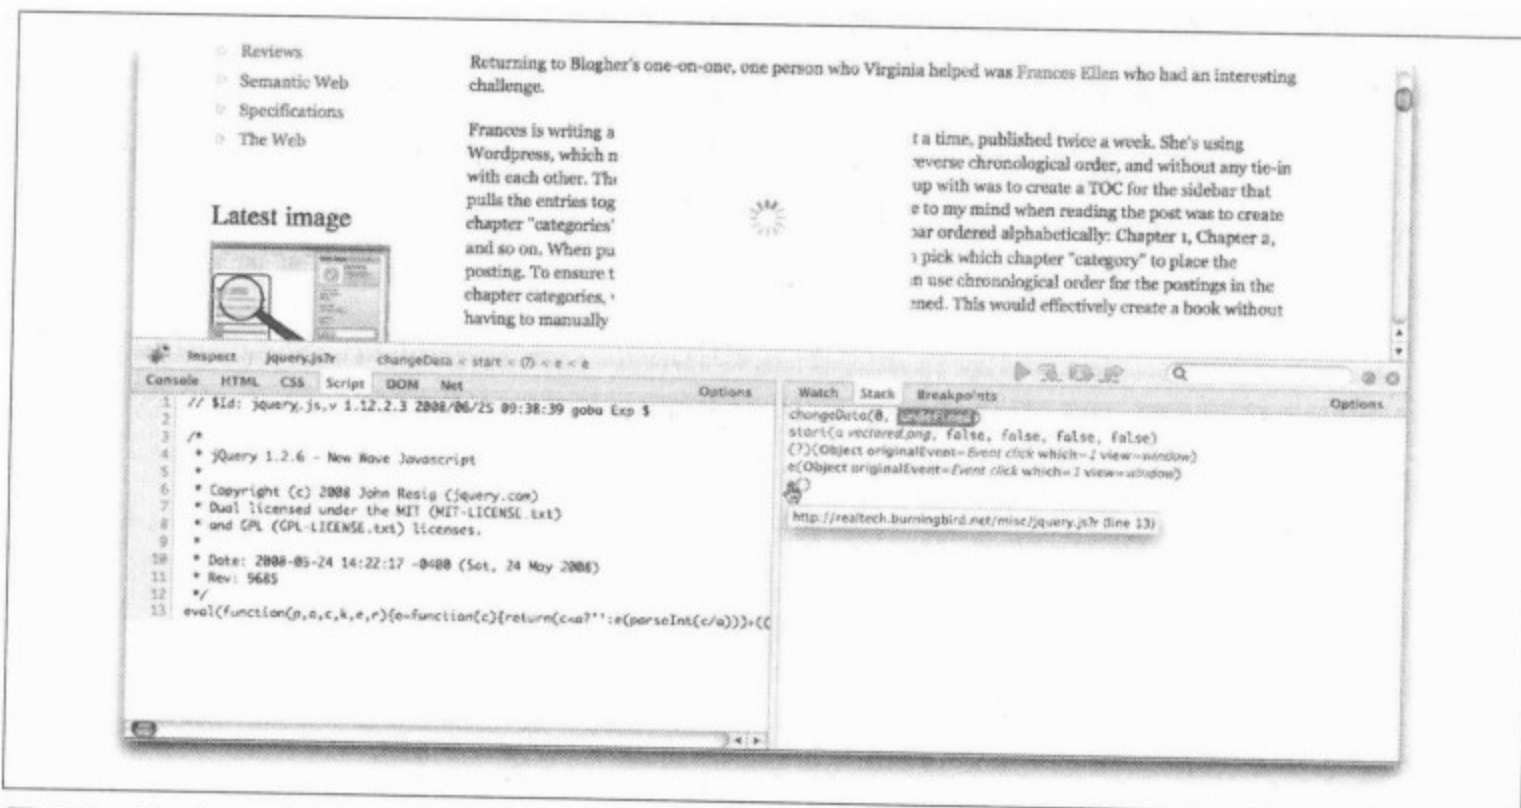 Reviews
Semantic Web
Specifications
The Web
Latest image
Returning to Blogher's one-on-one, one person who Virginia helped was Frances Ellen who had an interesting
challenge.
Frances is writing a
Wordpress, which n
with each other. The
pulls the entries tog
chapter "categories'
and so on. When pu
posting. To ensure t
chapter categories,
having to manually
t a time, published twice a week. She's using
everse chronological order, and without any tie-in
up with was to create a TOC for the sidebar that
e to my mind when reading the post was to create
ar ordered alphabetically: Chapter 1, Chapter 2,
pick which chapter "category" to place the
n use chronological order for the postings in the
ned. This would effectively create a book without
Inspect jquery.js?r changeData < start < (?) < e < e
Console HTML CSS Script DOM Net Options
1 // $Id: jquery.js,v 1.12.2.3 2008/06/25 09:38:39 goba Exp $
2
3 /*
4 * jQuery 1.2.6 - New Wave Javascript
5 *
6 * Copyright (c) 2008 John Resig (jquery.com)
7 * Dual licensed under the MIT (MIT-LICENSE.txt)
8 * and GPL (GPL-LICENSE.txt) licenses.
9 *
10 * Date: 2008-05-24 14:22:17 -0400 (Sat, 24 May 2008)
11 * Rev: 5685
12 */
13 eval(function(p,a,c,k,e,r){e=function(c){return(c<a?'':e(parseInt(c/a)))+((
Watch Stack Breakpoints Options
changeData(0, undefined)
start(a vectored.png, false, false, false, false)
(?)(Object originalEvent=Event click which=1 view=window)
e(Object originalEvent=Event click which=1 view=window)
http://realtech.burningbird.net/misc/jquery.js?r (line 13)